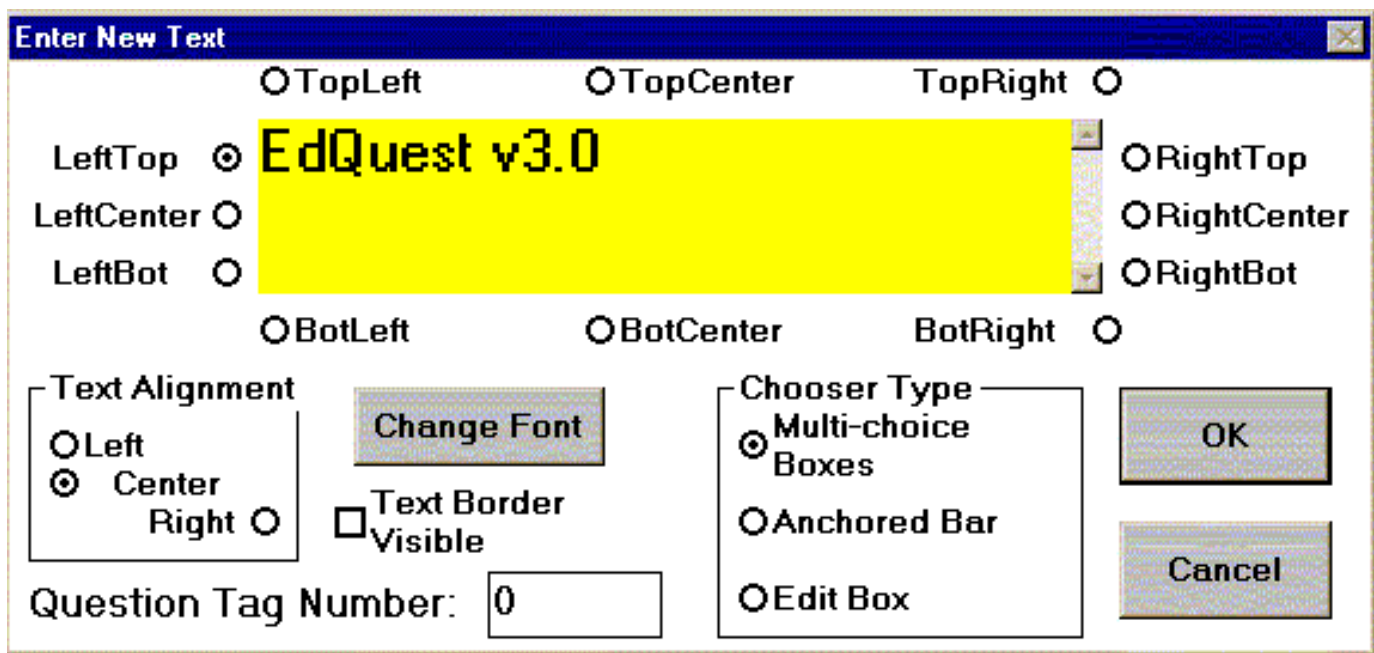 Enter New Text
TopLeft TopCenter TopRight
EdQuest v3.0
LeftTop RightTop
LeftCenter RightCenter
LeftBot RightBot
BotLeft BotCenter BotRight
Text Alignment
Left
Center
Right
Change Font
Text Border
Visible
Question Tag Number: 0
Chooser Type
Multi-choice
Boxes
Anchored Bar
Edit Box
OK
Cancel